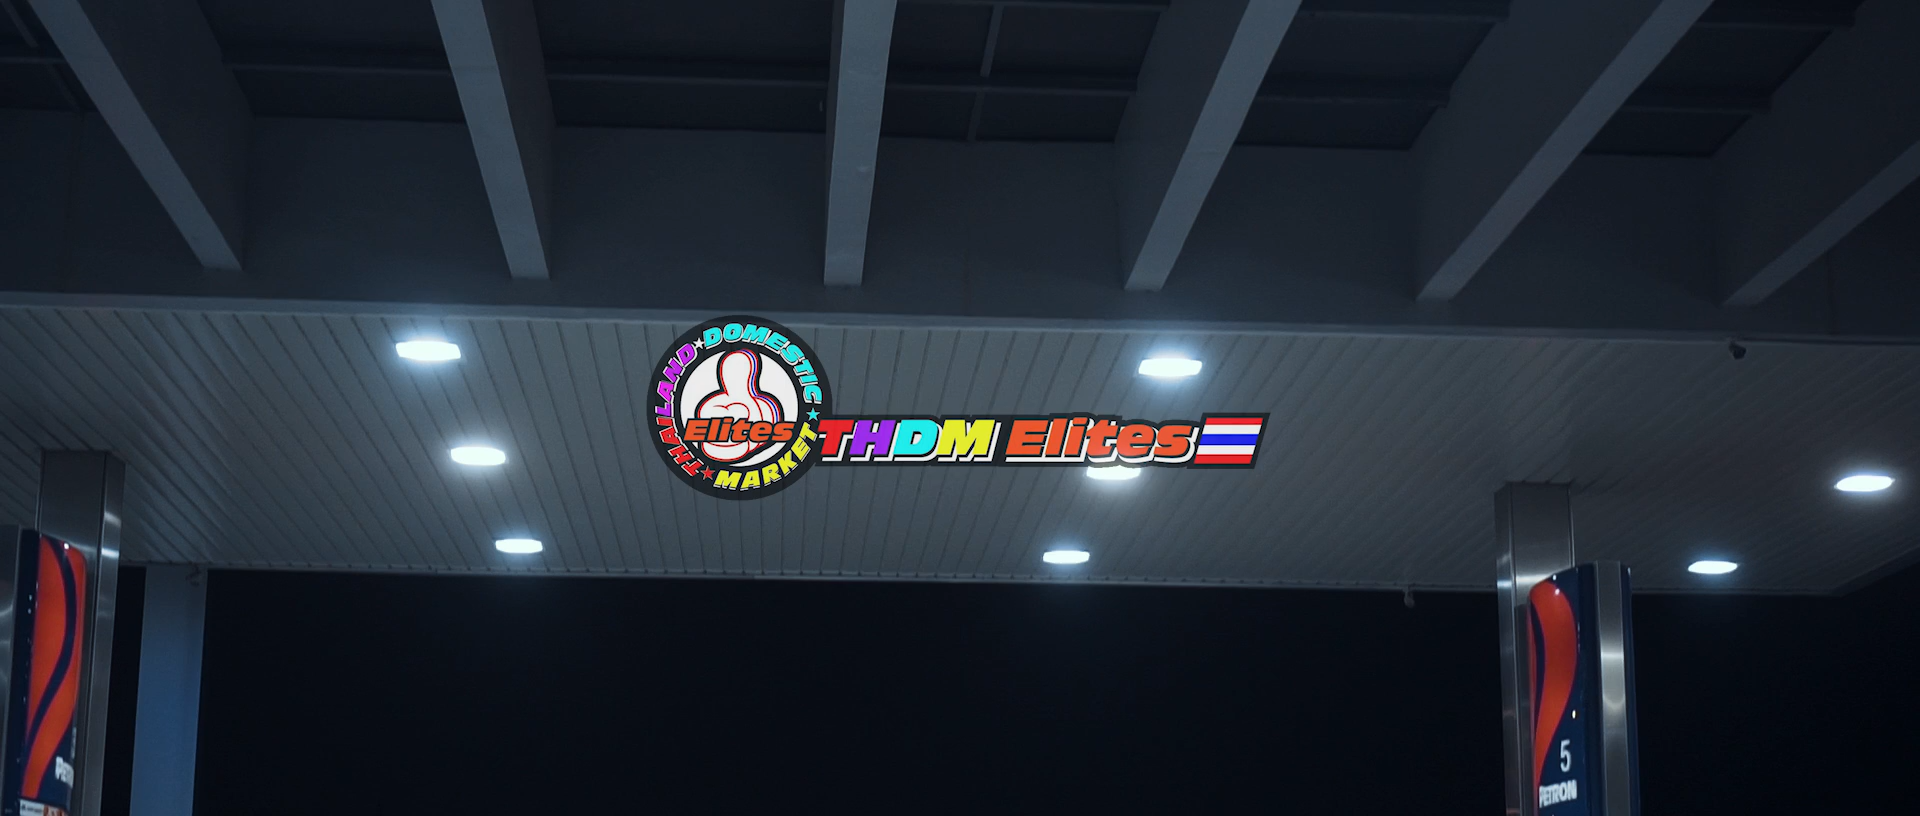 THAILAND DOMESTIC MARKET
Elites
THDM Elites
5
PETRON